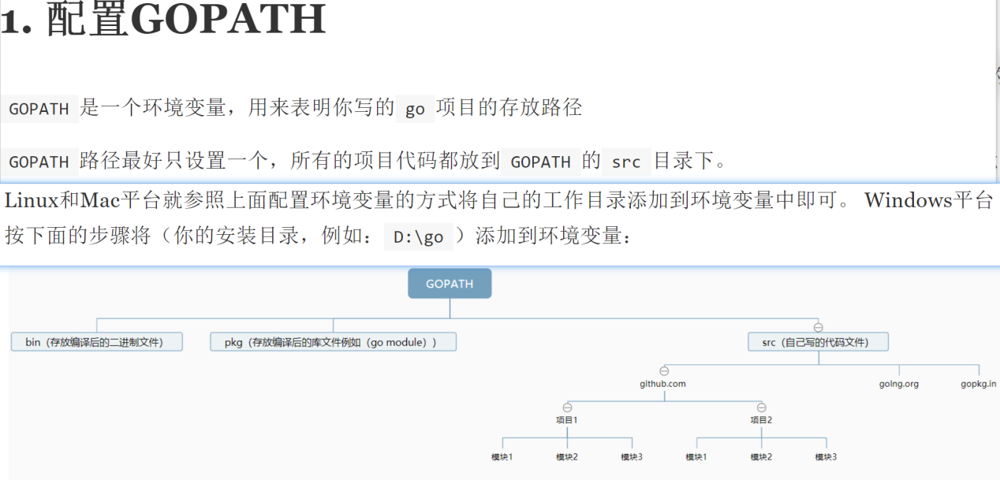 1. 配置GOPATH
GOPATH 是一个环境变量，用来表明你写的 go 项目的存放路径
GOPATH 路径最好只设置一个，所有的项目代码都放到 GOPATH 的 src 目录下。
Linux和Mac平台就参照上面配置环境变量的方式将自己的工作目录添加到环境变量中即可。 Windows平台
按下面的步骤将（你的安装目录，例如： D:\go ）添加到环境变量：
GOPATH
bin（存放编译后的二进制文件） pkg（存放编译后的库文件例如（go module）） src（自己写的代码文件）
github.com golng.org gopkg.in
项目1 项目2
模块1 模块2 模块3 模块1 模块2 模块3